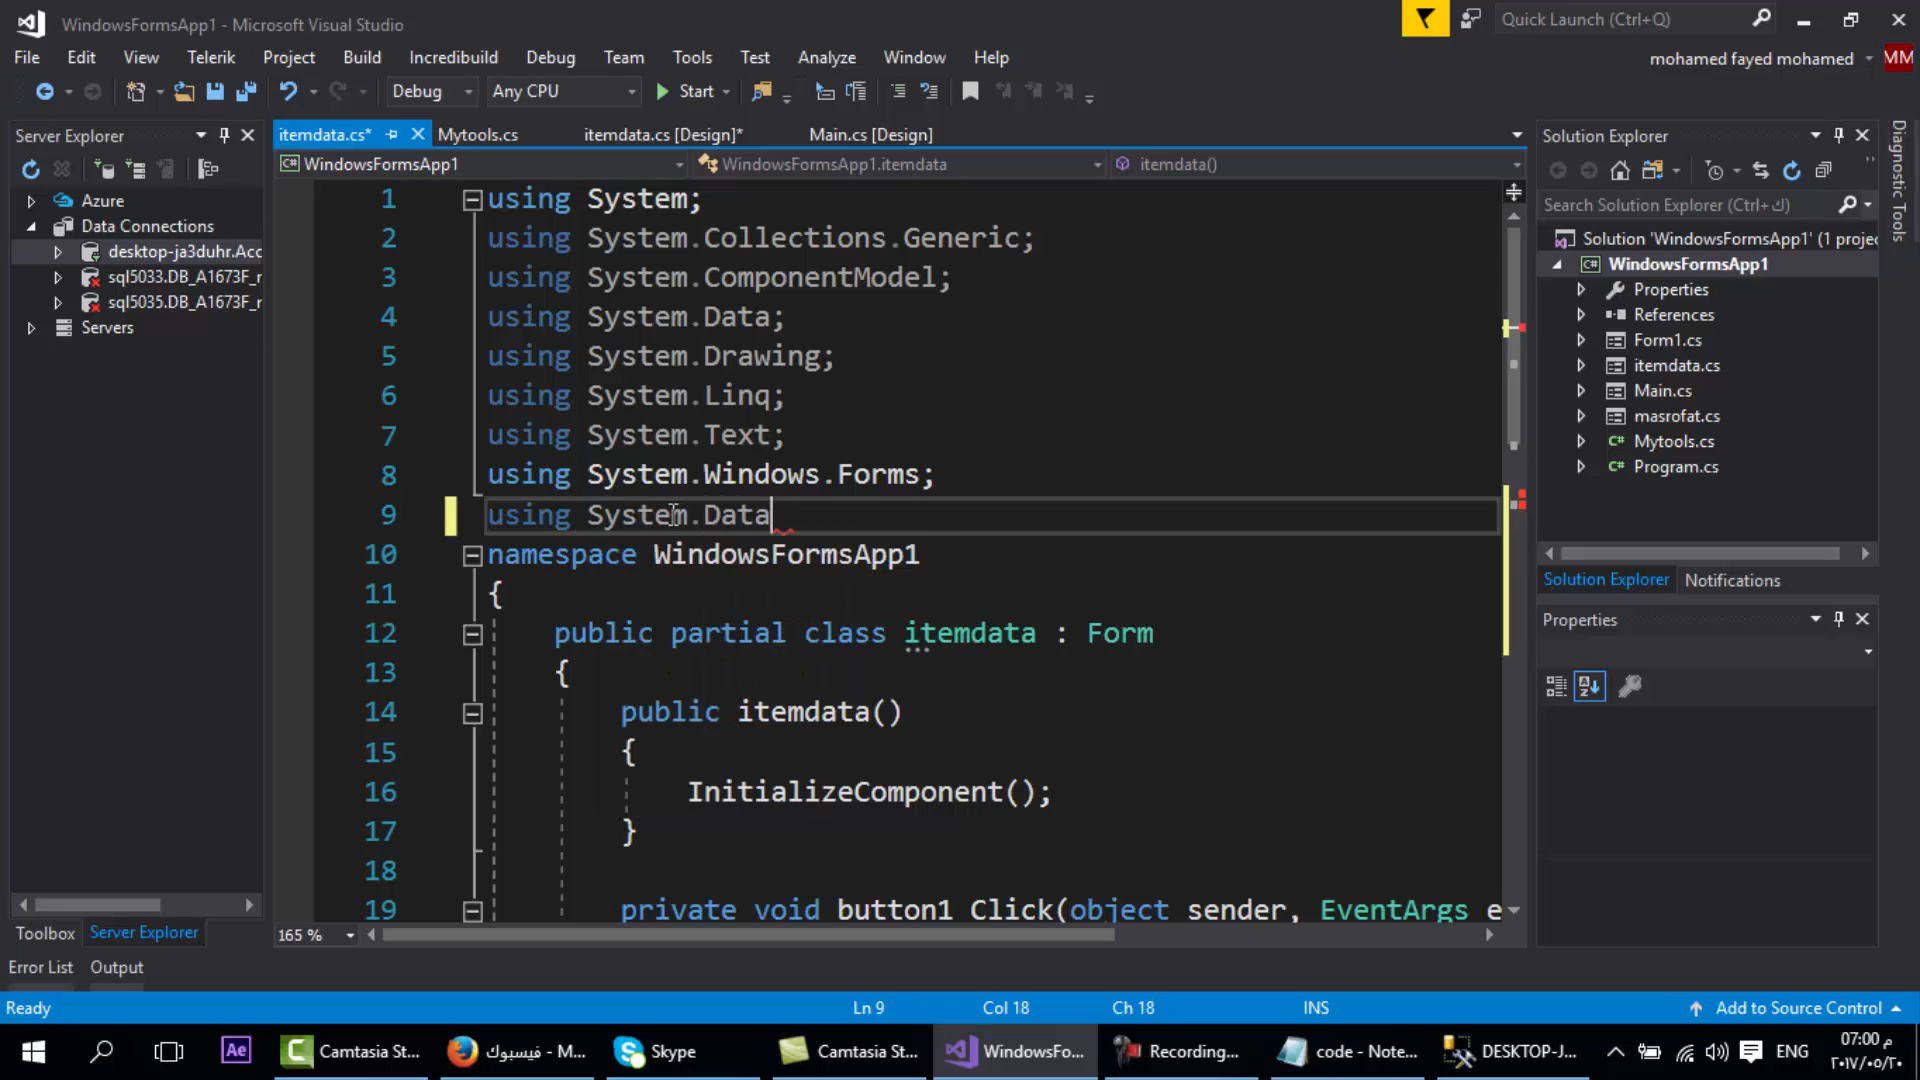 WindowsFormsApp1 - Microsoft Visual Studio
Quick Launch (Ctrl+Q)
File Edit View Telerik Project Build Incredibuild Debug Team Tools Test Analyze Window Help
mohamed fayed mohamed MM
Debug Any CPU Start
Server Explorer
itemdata.cs* Mytools.cs itemdata.cs [Design]* Main.cs [Design]
Solution Explorer
WindowsFormsApp1 WindowsFormsApp1.itemdata itemdata()
Azure
Data Connections
desktop-ja3duhr.Acc
sql5033.DB_A1673F_r
sql5035.DB_A1673F_r
Servers
1 using System;
2 using System.Collections.Generic;
3 using System.ComponentModel;
4 using System.Data;
5 using System.Drawing;
6 using System.Linq;
7 using System.Text;
8 using System.Windows.Forms;
9 using System.Data
10 namespace WindowsFormsApp1
11 {
12 public partial class itemdata : Form
13 {
14 public itemdata()
15 {
16 InitializeComponent();
17 }
18
19 private void button1_Click(object sender, EventArgs e
Search Solution Explorer (Ctrl+ك)
Solution 'WindowsFormsApp1' (1 projec
WindowsFormsApp1
Properties
References
Form1.cs
itemdata.cs
Main.cs
masrofat.cs
Mytools.cs
Program.cs
Solution Explorer Notifications
Properties
Diagnostic Tools
Toolbox Server Explorer
165 %
Error List Output
Ready Ln 9 Col 18 Ch 18 INS Add to Source Control
Ae Camtasia St... فيسبوك - M... Skype Camtasia St... WindowsFo... Recording... code - Note... DESKTOP-J... ENG
07:00 م
٢٠١٧/٠٥/٢٠